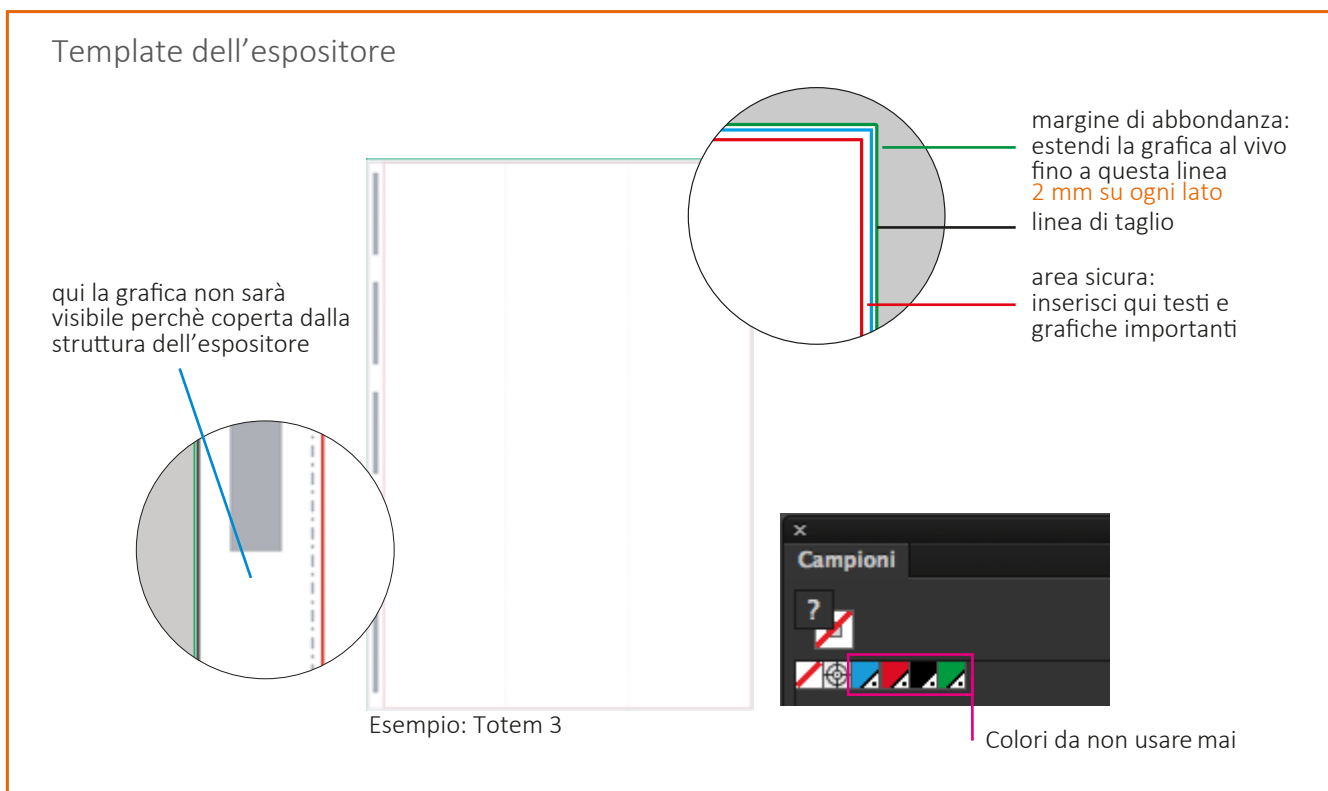 Template dell’espositore
margine di abbondanza:
estendi la grafica al vivo
fino a questa linea
2 mm su ogni lato
linea di taglio
area sicura:
inserisci qui testi e
grafiche importanti
qui la grafica non sarà
visibile perchè coperta dalla
struttura dell’espositore
Esempio: Totem 3
x
Campioni
?
Colori da non usare mai